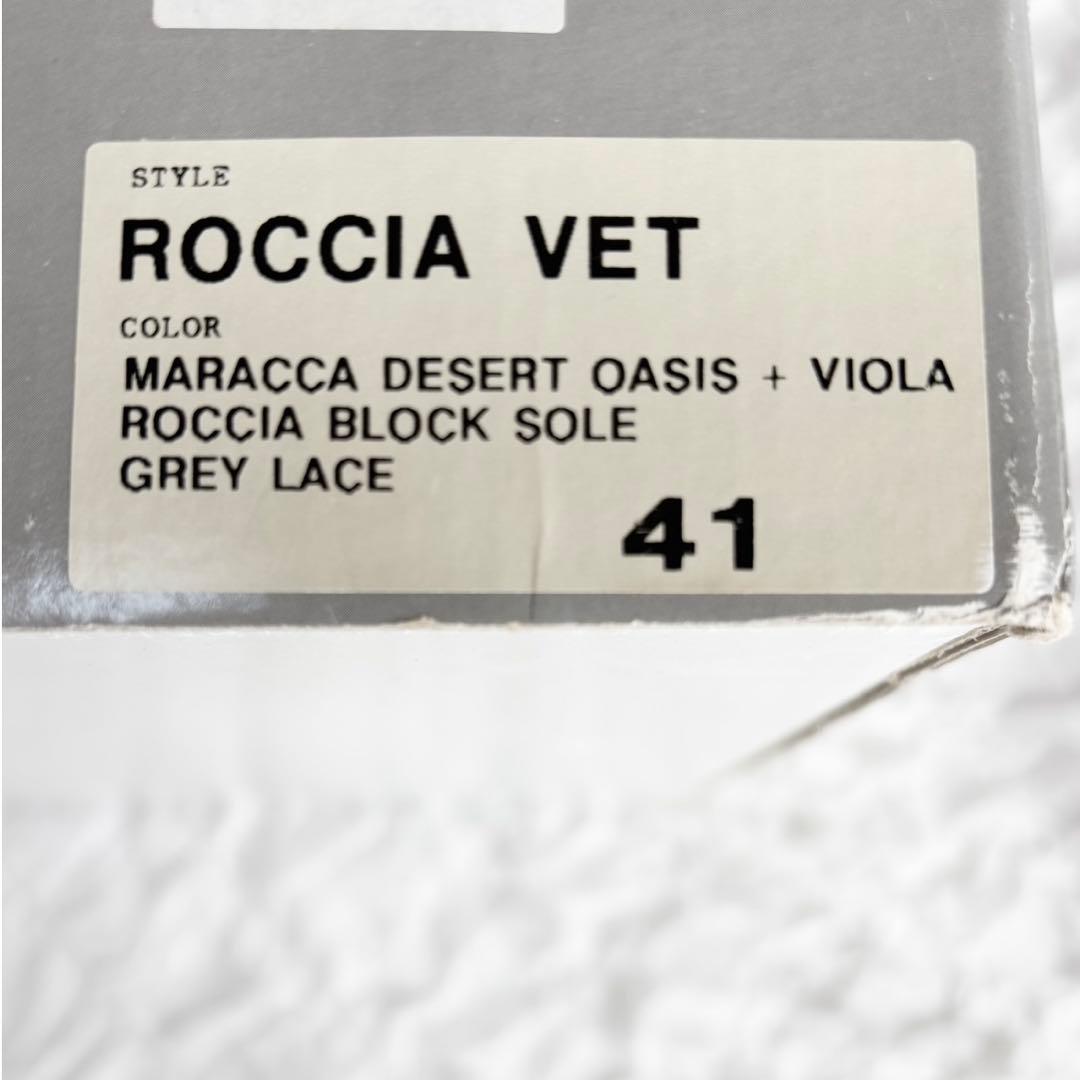 STYLE
ROCCIA VET
COLOR
MARACCA DESERT OASIS + VIOLA
ROCCIA BLOCK SOLE
GREY LACE
41